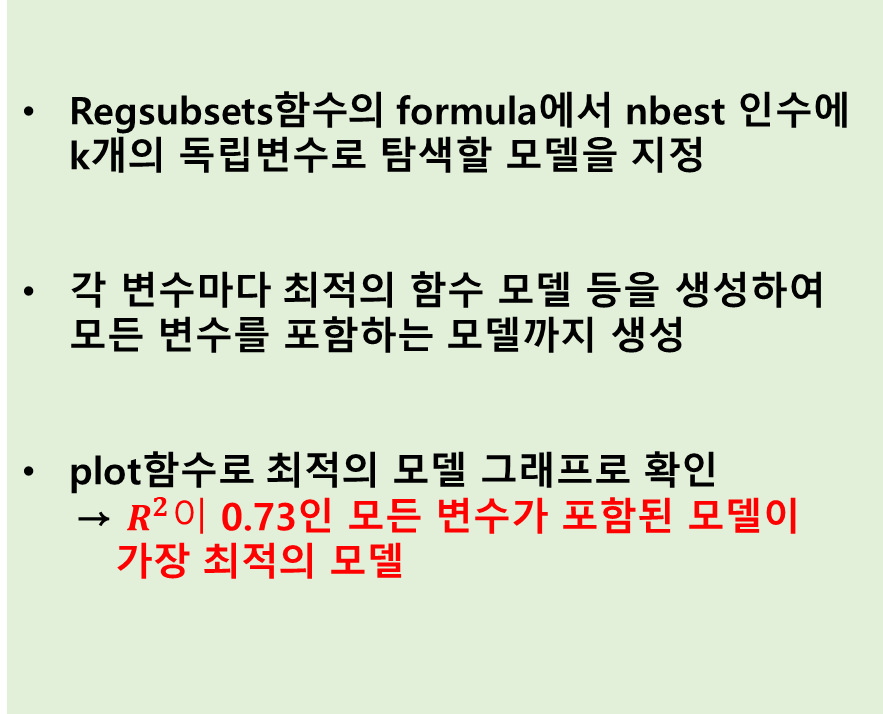 • Regsubsets함수의 formula에서 nbest 인수에
k개의 독립변수로 탐색할 모델을 지정
• 각 변수마다 최적의 함수 모델 등을 생성하여
모든 변수를 포함하는 모델까지 생성
• plot함수로 최적의 모델 그래프로 확인
→ R²이 0.73인 모든 변수가 포함된 모델이
가장 최적의 모델